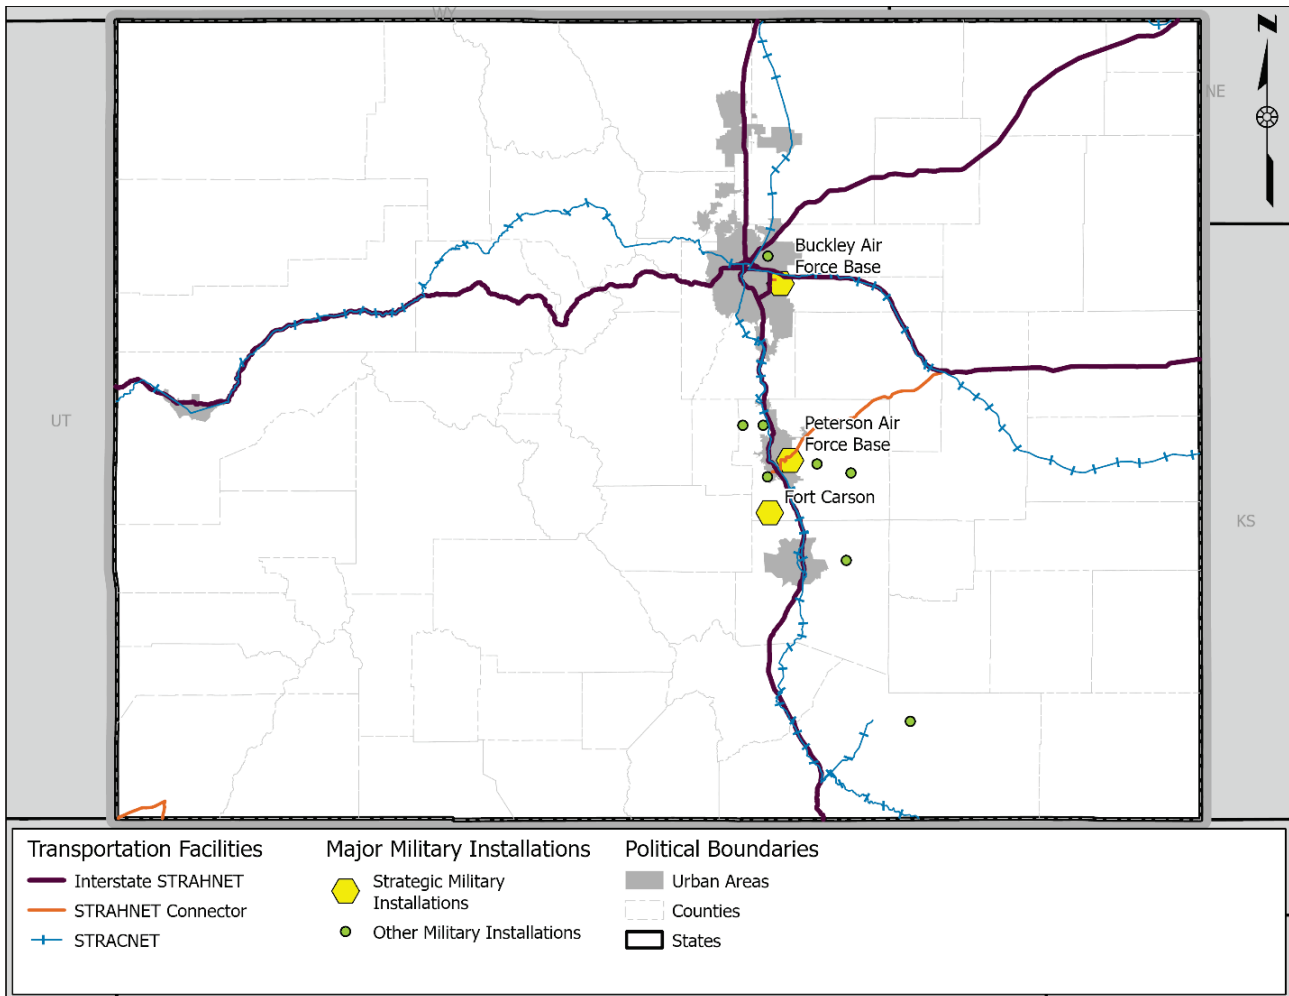 WY
N
NE
Buckley Air
Force Base
UT
Peterson Air
Force Base
Fort Carson
KS
Transportation Facilities
Interstate STRAHNET
STRAHNET Connector
STRACNET
Major Military Installations
Strategic Military
Installations
Other Military Installations
Political Boundaries
Urban Areas
Counties
States